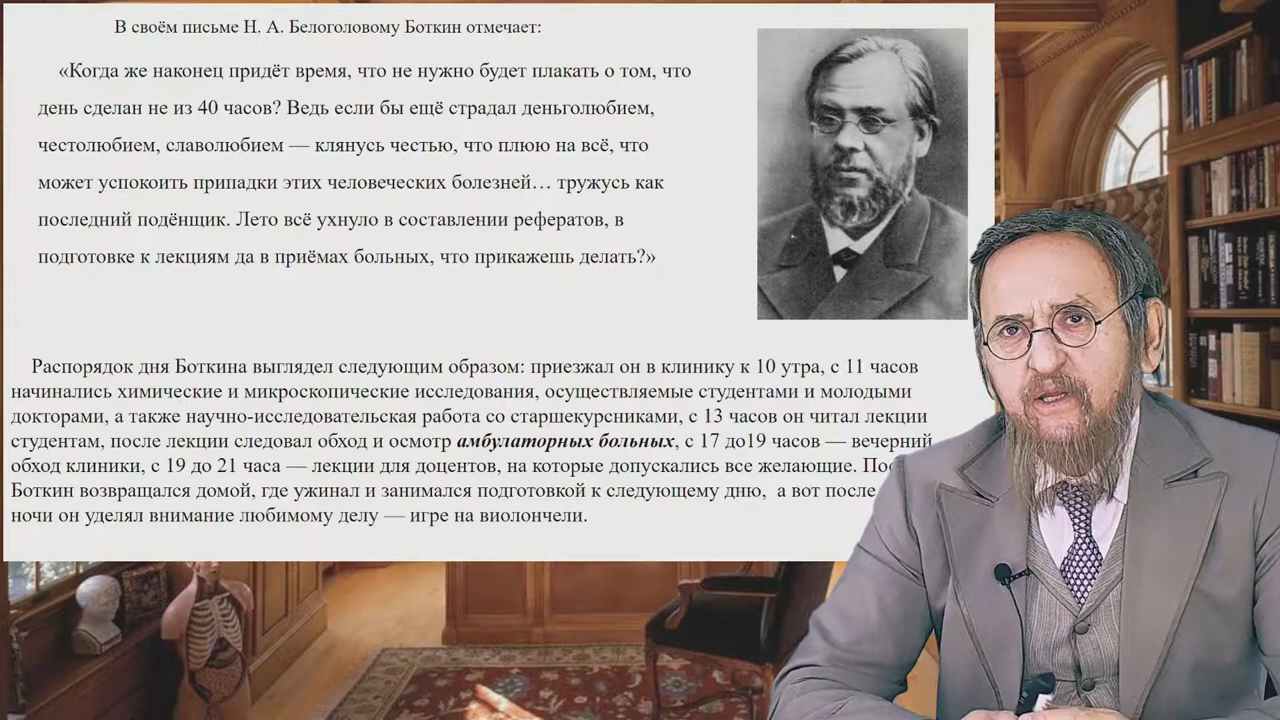 В своём письме Н. А. Белоголовому Боткин отмечает:
«Когда же наконец придёт время, что не нужно будет плакать о том, что
день сделан не из 40 часов? Ведь если бы ещё страдал деньголюбием,
честолюбием, славолюбием — клянусь честью, что плюю на всё, что
может успокоить припадки этих человеческих болезней… тружусь как
последний подёнщик. Лето всё ухнуло в составлении рефератов, в
подготовке к лекциям да в приёмах больных, что прикажешь делать?»
Распорядок дня Боткина выглядел следующим образом: приезжал он в клинику к 10 утра, с 11 часов
начинались химические и микроскопические исследования, осуществляемые студентами и молодыми
докторами, а также научно-исследовательская работа со старшекурсниками, с 13 часов он читал лекции
студентам, после лекции следовал обход и осмотр амбулаторных больных, с 17 до19 часов — вечерний
обход клиники, с 19 до 21 часа — лекции для доцентов, на которые допускались все желающие.
Боткин возвращался домой, где ужинал и занимался подготовкой к следующему дню, а вот после
ночи он уделял внимание любимому делу — игре на виолончели.